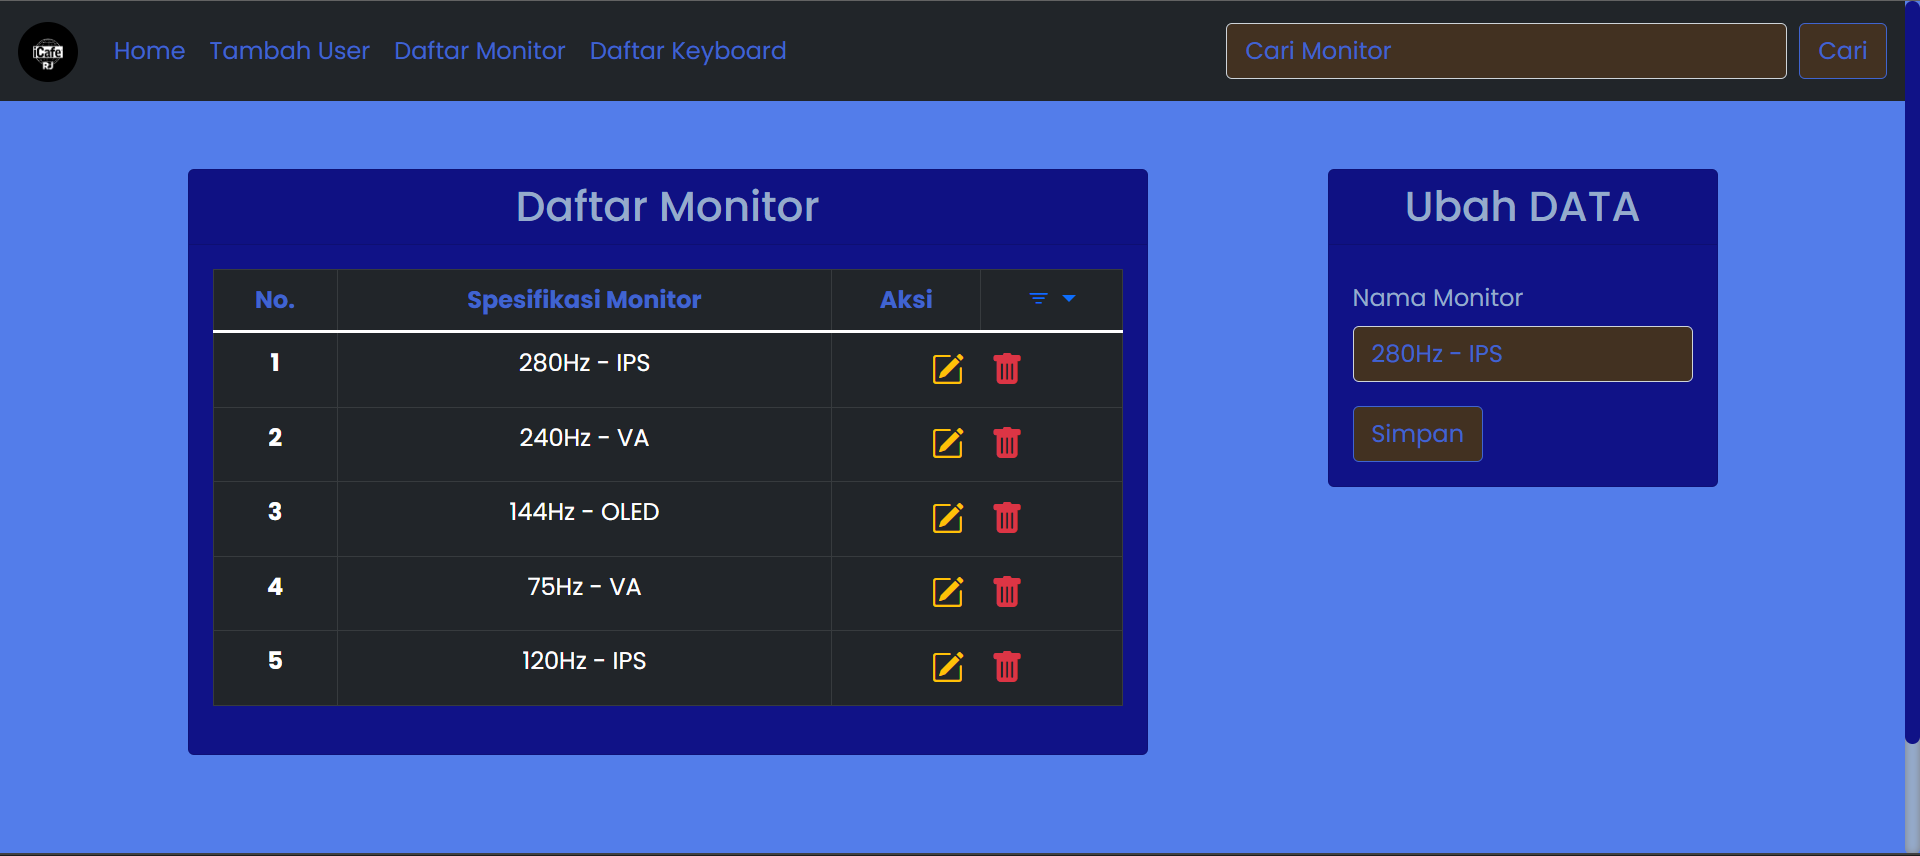 iCafe
RJ
Home Tambah User Daftar Monitor Daftar Keyboard Cari Monitor Cari
Daftar Monitor
No. Spesifikasi Monitor Aksi
1 280Hz - IPS
2 240Hz - VA
3 144Hz - OLED
4 75Hz - VA
5 120Hz - IPS
Ubah DATA
Nama Monitor
280Hz - IPS
Simpan